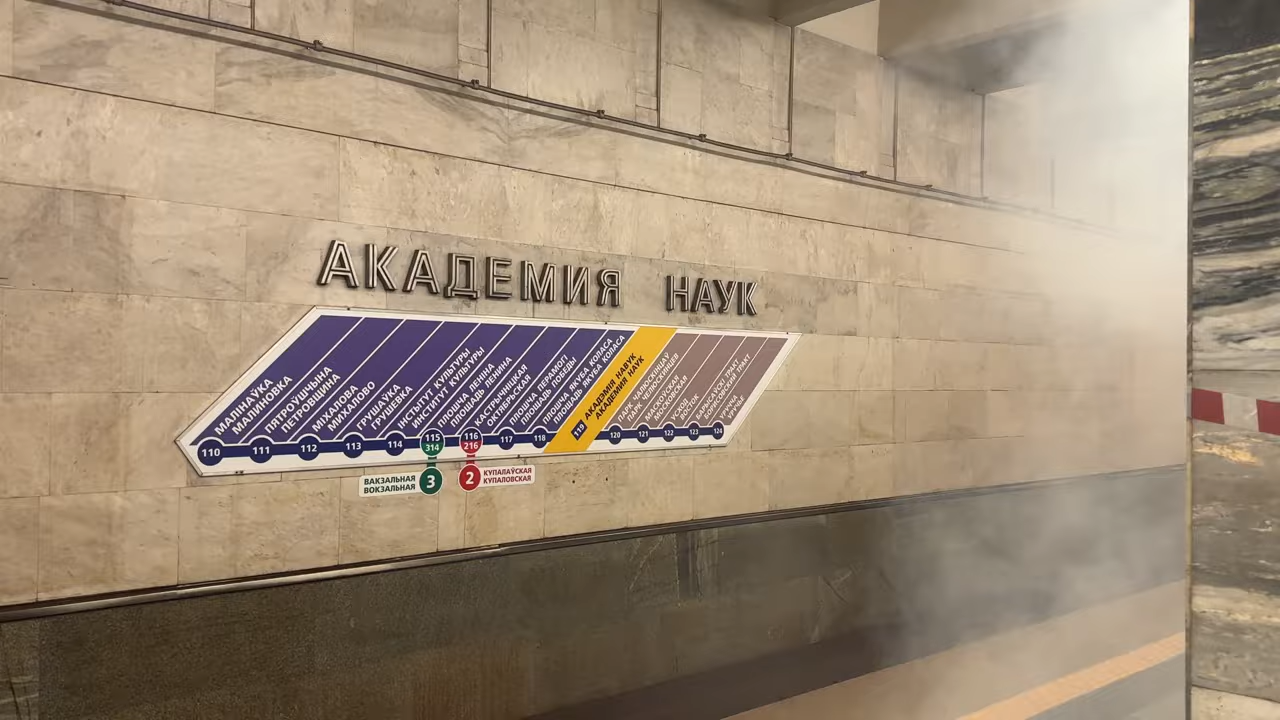 АКАДЕМИЯ НАУК
МАЛІНАЎКА
МАЛИНОВКА
ПЯТРОЎШЧЫНА
ПЕТРОВЩИНА
МІХАЛОВА
МИХАЛОВО
ГРУШАЎКА
ГРУШЕВКА
ІНСТЫТУТ КУЛЬТУРЫ
ИНСТИТУТ КУЛЬТУРЫ
ПЛОШЧА ЛЕНІНА
ПЛОЩАДЬ ЛЕНИНА
КАСТРЫЧНІЦКАЯ
ОКТЯБРЬСКАЯ
ПЛОШЧА ПЕРАМОГІ
ПЛОЩАДЬ ПОБЕДЫ
ПЛОШЧА ЯКУБА КОЛАСА
ПЛОЩАДЬ ЯКУБА КОЛАСА
119 АКАДЭМІЯ НАВУК
АКАДЕМИЯ НАУК
ПАРК ЧАЛЮСКІНЦАЎ
ПАРК ЧЕЛЮСКИНЦЕВ
МАСКОЎСКАЯ
МОСКОВСКАЯ
УСХОД
ВОСТОК
БАРЫСАЎСКІ ТРАКТ
БОРИСОВСКИЙ ТРАКТ
УРУЧЧА
УРУЧЬЕ
110 111 112 113 114 115 116 117 118 120 121 122 123 124
314 216
ВАКЗАЛЬНАЯ
ВОКЗАЛЬНАЯ
3
2
КУПАЛАЎСКАЯ
КУПАЛОВСКАЯ